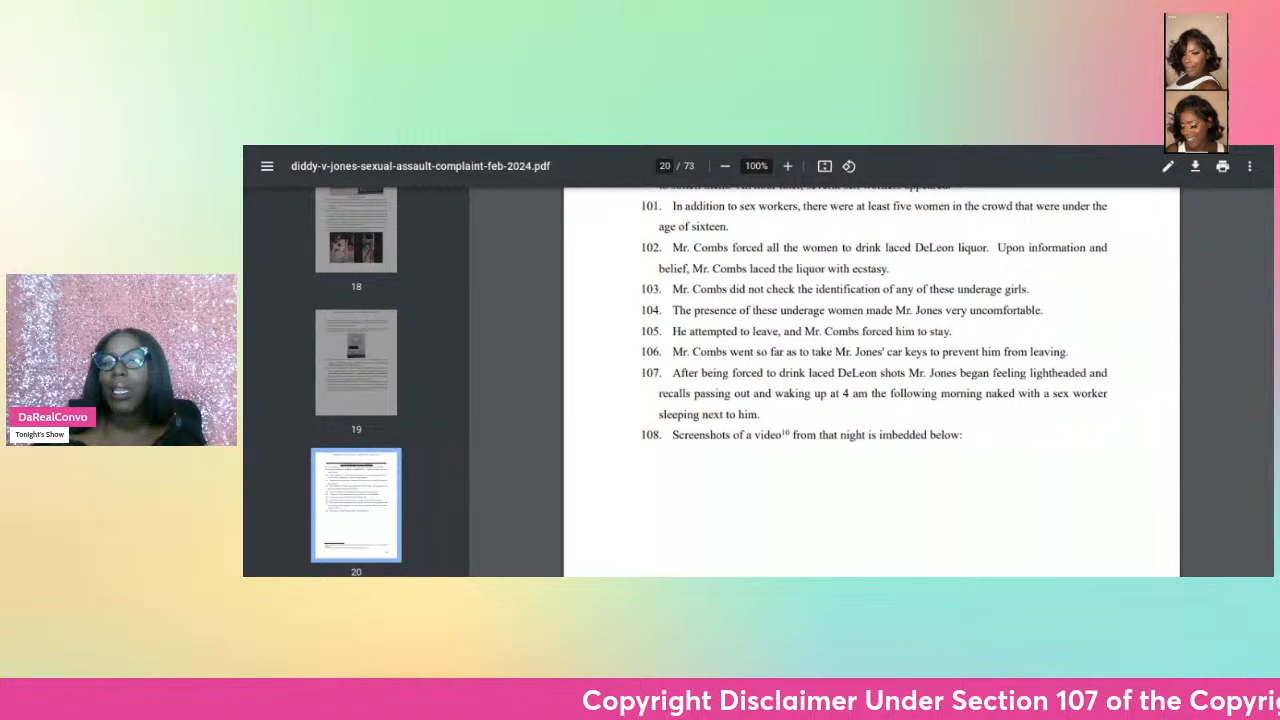 diddy-v-jones-sexual-assault-complaint-feb-2024.pdf
20 / 73
100%
101. In addition to sex workers, there were at least five women in the crowd that were under the
age of sixteen.
102. Mr. Combs forced all the women to drink laced DeLeon liquor. Upon information and
belief, Mr. Combs laced the liquor with ecstasy.
103. Mr. Combs did not check the identification of any of these underage girls.
104. The presence of these underage women made Mr. Jones very uncomfortable.
105. He attempted to leave, and Mr. Combs forced him to stay.
106. Mr. Combs went so far as to take Mr. Jones' car keys to prevent him from leaving.
107. After being forced to drink laced DeLeon shots Mr. Jones began feeling lightheaded and
recalls passing out and waking up at 4 am the following morning naked with a sex worker
sleeping next to him.
108. Screenshots of a video¹⁰ from that night is imbedded below:
18
19
20
DaRealConvo
Tonight's Show
Copyright Disclaimer Under Section 107 of the Copyri